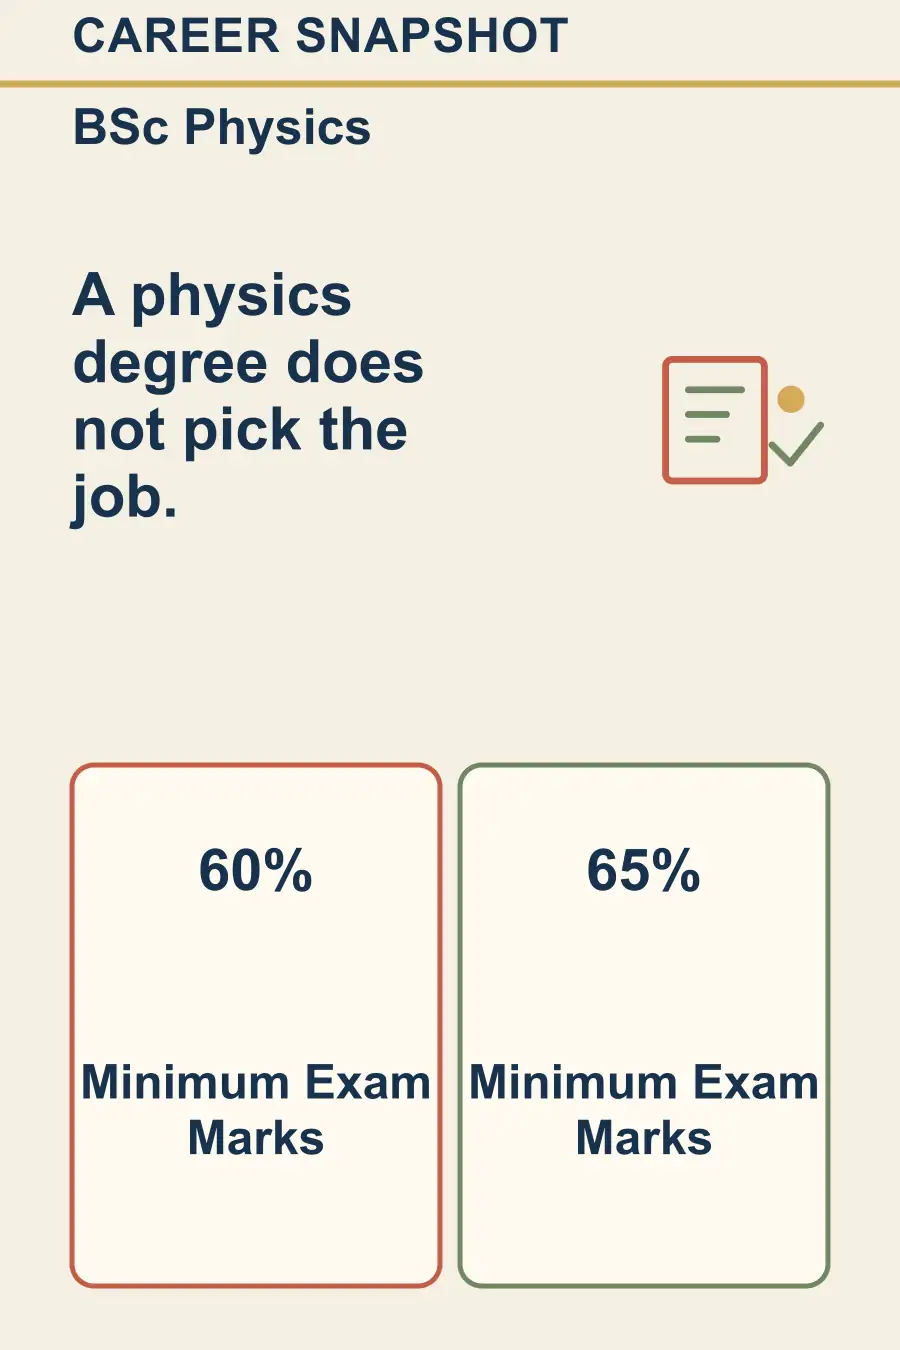 CAREER SNAPSHOT
BSc Physics
A physics
degree does
not pick the
job.
60%
Minimum Exam
Marks
65%
Minimum Exam
Marks